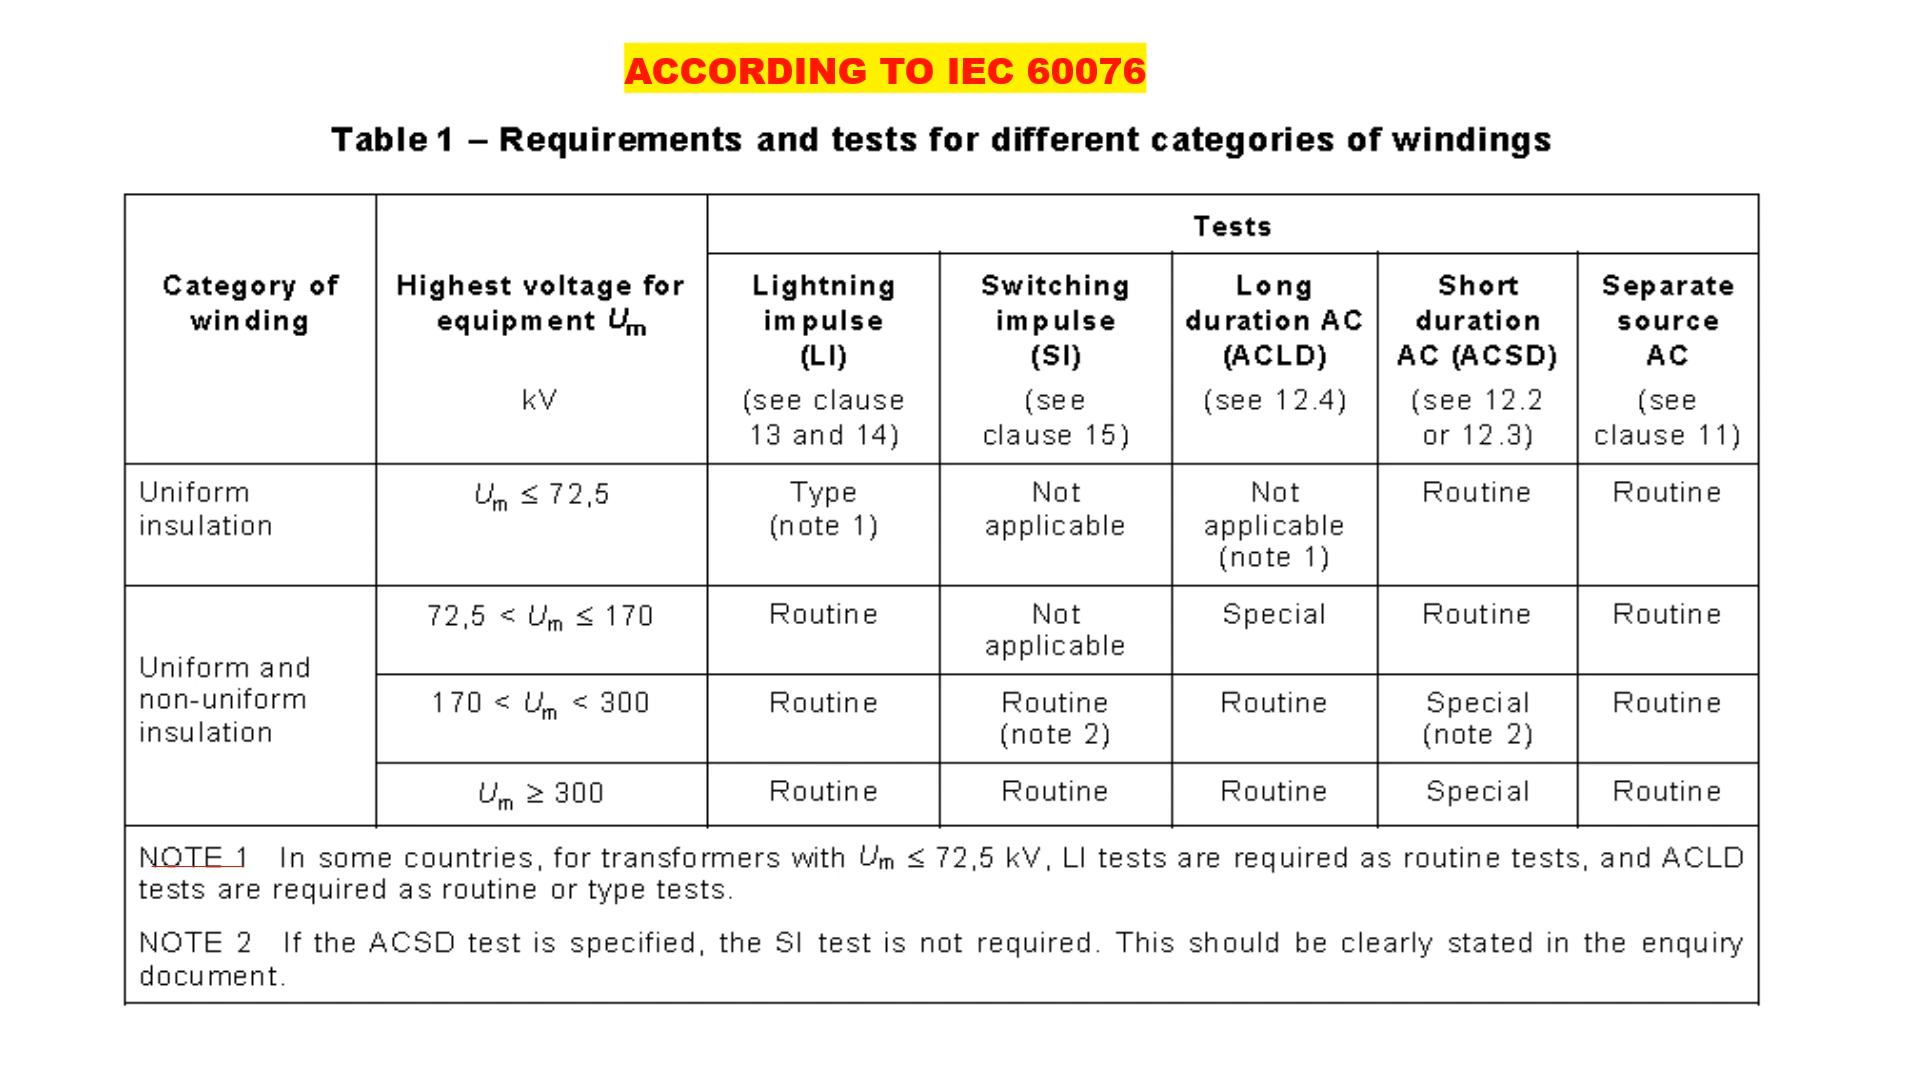 ACCORDING TO IEC 60076
Table 1 – Requirements and tests for different categories of windings
Tests
Category of
winding
Highest voltage for
equipment Um
kV
Lightning
impulse
(LI)
(see clause
13 and 14)
Switching
impulse
(SI)
(see
clause 15)
Long
duration AC
(ACLD)
(see 12.4)
Short
duration
AC (ACSD)
(see 12.2
or 12.3)
Separate
source
AC
(see
clause 11)
Uniform
insulation
Um ≤ 72,5
Type
(note 1)
Not
applicable
Not
applicable
(note 1)
Routine
Routine
Uniform and
non-uniform
insulation
72,5 < Um ≤ 170
Routine
Not
applicable
Special
Routine
Routine
170 < Um < 300
Routine
Routine
(note 2)
Routine
Special
(note 2)
Routine
Um ≥ 300
Routine
Routine
Routine
Special
Routine
NOTE 1 In some countries, for transformers with Um ≤ 72,5 kV, LI tests are required as routine tests, and ACLD
tests are required as routine or type tests.
NOTE 2 If the ACSD test is specified, the SI test is not required. This should be clearly stated in the enquiry
document.